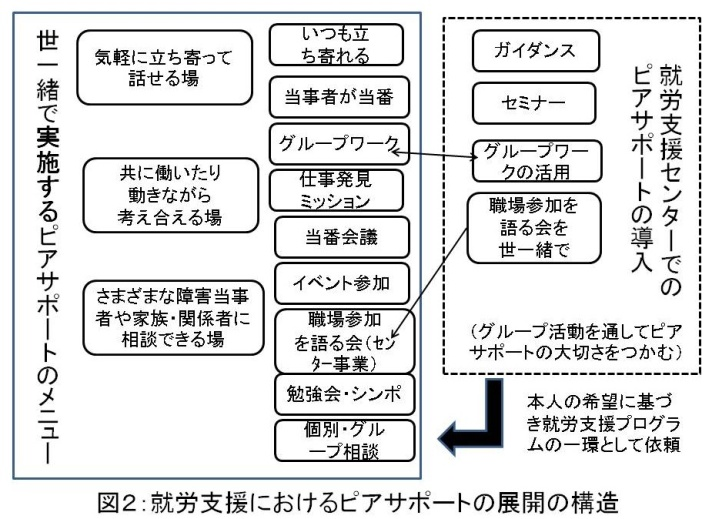 世一緒で実施するピアサポートのメニュー
気軽に立ち寄って
話せる場
共に働いたり
動きながら
考え合える場
さまざまな障害当事
者や家族・関係者に
相談できる場
いつも立
ち寄れる
当事者が当番
グループワーク
仕事発見
ミッション
当番会議
イベント参加
職場参加
を語る会(セン
ター事業)
勉強会・シンポ
個別・グル
ープ相談
就労支援センターでの
ピアサポートの導入
ガイダンス
セミナー
グループワー
クの活用
職場参加を
語る会を
世一緒で
(グループ活動を通してピア
サポートの大切さをつかむ)
本人の希望に基づ
き就労支援プログラ
ムの一環として依頼
図2:就労支援におけるピアサポートの展開の構造